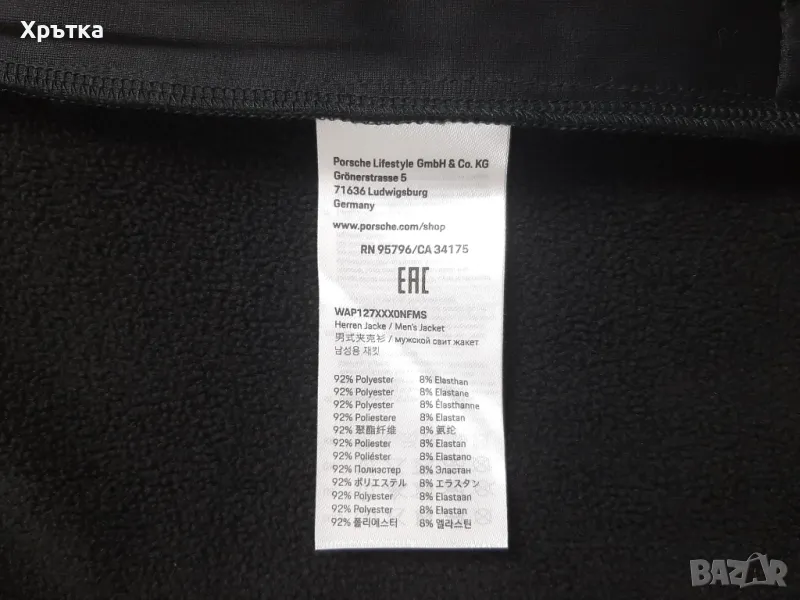 Хрътка
Porsche Lifestyle GmbH & Co. KG
Grönerstrasse 5
71636 Ludwigsburg
Germany
www.porsche.com/shop
RN 95796/CA 34175
EAC
WAP127XXX0NFMS
Herren Jacke / Men's Jacket
男式夹克衫 / мужской свит жакет
남성용 재킷
92% Polyester 8% Elasthan
92% Polyester 8% Elastane
92% Polyester 8% Élasthanne
92% Poliestere 8% Elastan
92% 聚酯纤维 8% 氨纶
92% Poliester 8% Elastan
92% Poliéster 8% Elastano
92% Полиэстер 8% Эластан
92% ポリエステル 8% エラスタン
92% Polyester 8% Elastaan
92% Polyester 8% Elastan
92% 폴리에스터 8% 엘라스틴
BAZAR